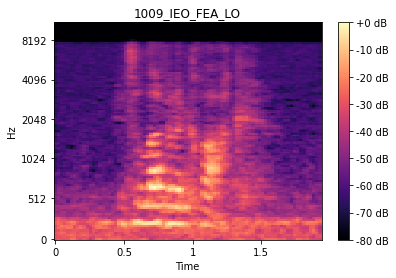 1009_IEO_FEA_LO
+0 dB
8192
-10 dB
4096
-20 dB
-30 dB
2048
Hz
-40 dB
1024
-50 dB
512
-60 dB
-70 dB
0
-80 dB
0
0.5
1
1.5
Time